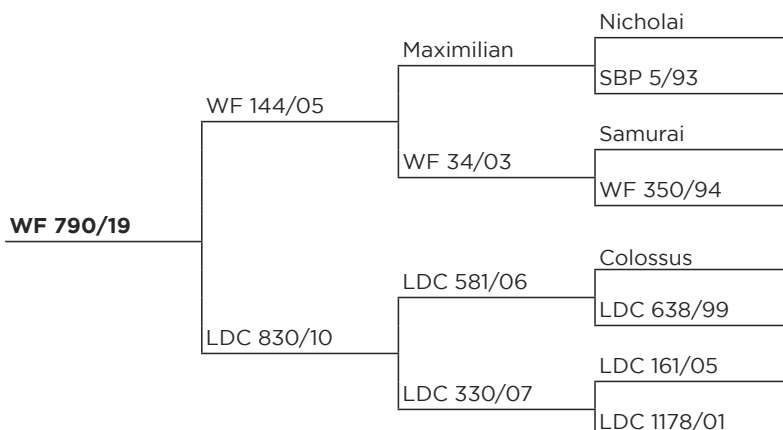 Nicholai
Maximilian
SBP 5/93
WF 144/05
Samurai
WF 34/03
WF 350/94
WF 790/19
Colossus
LDC 581/06
LDC 638/99
LDC 830/10
LDC 161/05
LDC 330/07
LDC 1178/01